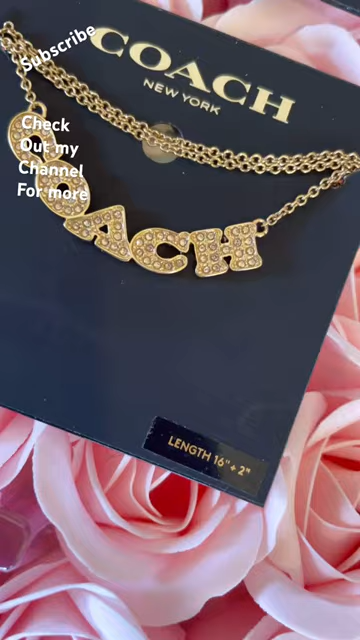 Subscribe
COACH
NEW YORK
Check
Out my
Channel
For more
COACH
LENGTH 16"+ 2"